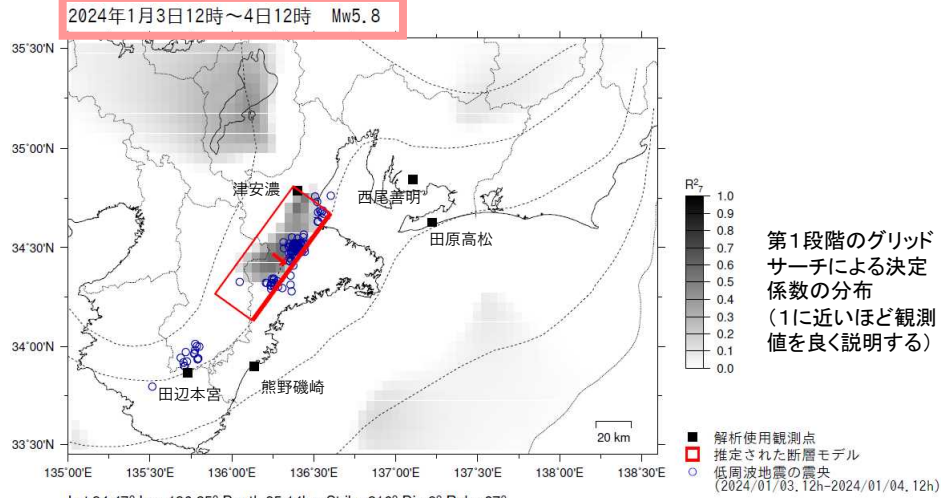 2024年1月3日12時～4日12時 Mw5.8
35˚30'N
35˚00'N
34˚30'N
34˚00'N
33˚30'N
津安濃
西尾善明
田原高松
田辺本宮
熊野磯崎
20 km
135˚00'E
135˚30'E
136˚00'E
136˚30'E
137˚00'E
137˚30'E
138˚00'E
138˚30'E
R²₇
1.0
0.9
0.8
0.7
0.6
0.5
0.4
0.3
0.2
0.1
0.0
第1段階のグリッド
サーチによる決定
係数の分布
(1に近いほど観測
値を良く説明する)
解析使用観測点
推定された断層モデル
低周波地震の震央
(2024/01/03.12h-2024/01/04.12h)